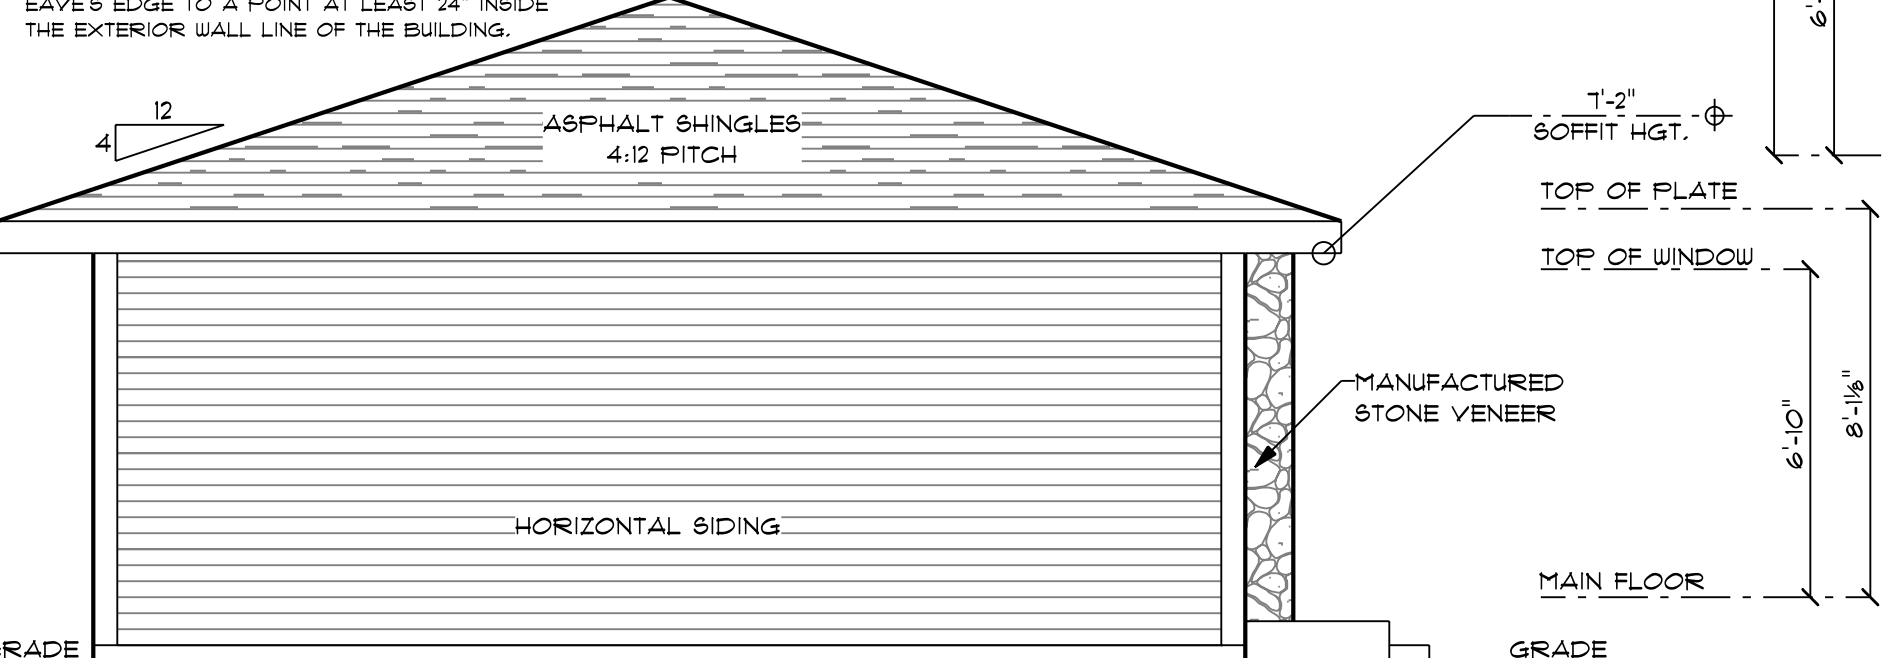 EAVE'S EDGE TO A POINT AT LEAST 24" INSIDE
THE EXTERIOR WALL LINE OF THE BUILDING.
12
4
ASPHALT SHINGLES
4:12 PITCH
7'-2"
SOFFIT HGT.
TOP OF PLATE
TOP OF WINDOW
MANUFACTURED
STONE VENEER
6'-10"
8'-1⅛"
HORIZONTAL SIDING
MAIN FLOOR
GRADE